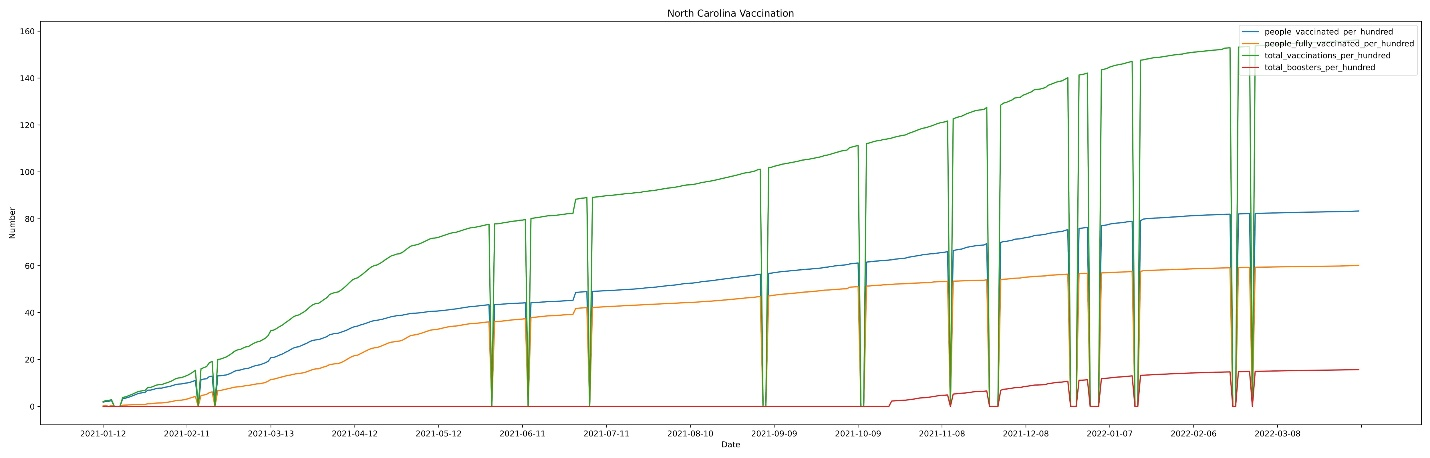 North Carolina Vaccination
people_vaccinated_per_hundred
people_fully_vaccinated_per_hundred
total_vaccinations_per_hundred
total_boosters_per_hundred
160
140
120
100
80
60
40
20
0
Number
2021-01-12 2021-02-11 2021-03-13 2021-04-12 2021-05-12 2021-06-11 2021-07-11 2021-08-10 2021-09-09 2021-10-09 2021-11-08 2021-12-08 2022-01-07 2022-02-06 2022-03-08
Date